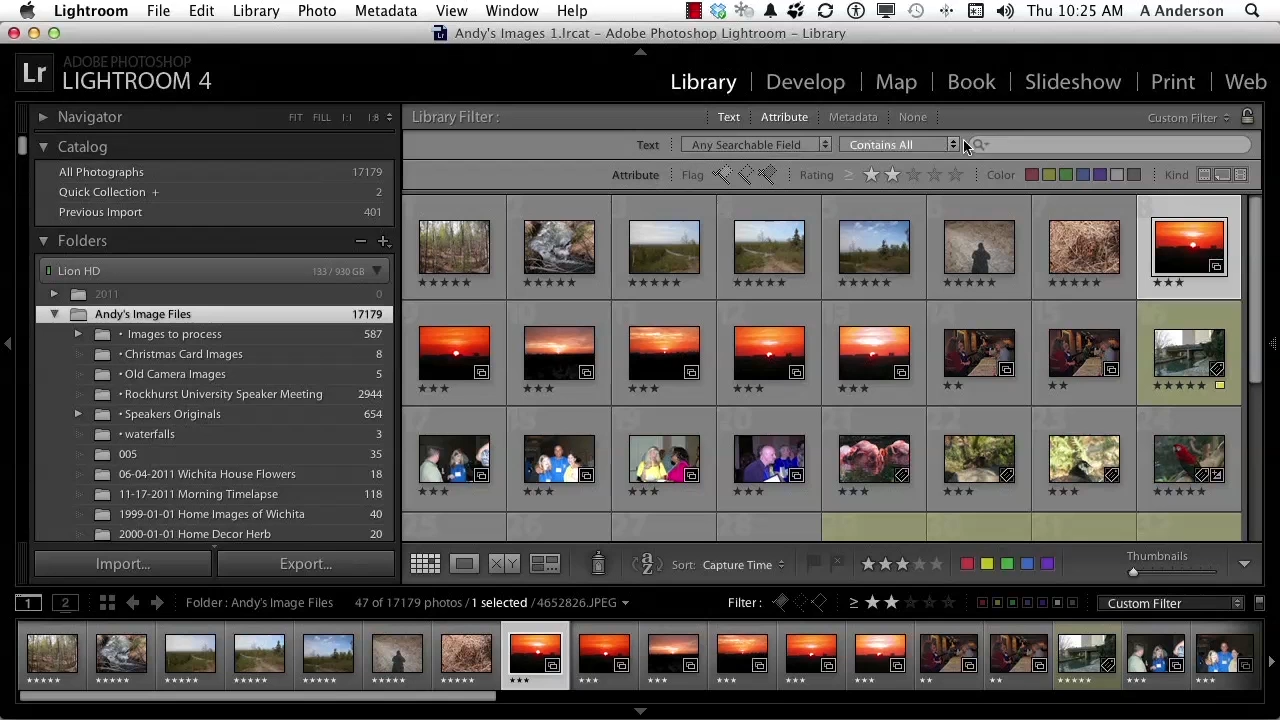 Lightroom File Edit Library Photo Metadata View Window Help Thu 10:25 AM A Anderson
Andy's Images 1.lrcat – Adobe Photoshop Lightroom – Library
Lr ADOBE PHOTOSHOP
LIGHTROOM 4
Library | Develop | Map | Book | Slideshow | Print | Web
Navigator FIT FILL 1:1 1:8
Library Filter : Text Attribute Metadata None Custom Filter
Catalog
Text Any Searchable Field Contains All
All Photographs 17179
Attribute Flag Rating ≥ ★★★★★ Color Kind
Quick Collection + 2
Previous Import 401
Folders
Lion HD 133 / 930 GB
2011 0
Andy's Image Files 17179
• Images to process 587
• Christmas Card Images 8
• Old Camera Images 5
• Rockhurst University Speaker Meeting 2944
• Speakers Originals 654
• waterfalls 3
005 35
06-04-2011 Wichita House Flowers 18
11-17-2011 Morning Timelapse 118
1999-01-01 Home Images of Wichita 40
2000-01-01 Home Decor Herb 20
Import... Export...
XY Sort: Capture Time Thumbnails
1 2 Folder : Andy's Image Files 47 of 17179 photos / 1 selected / 4652826.JPEG Filter : ≥ ★★★★★ Custom Filter